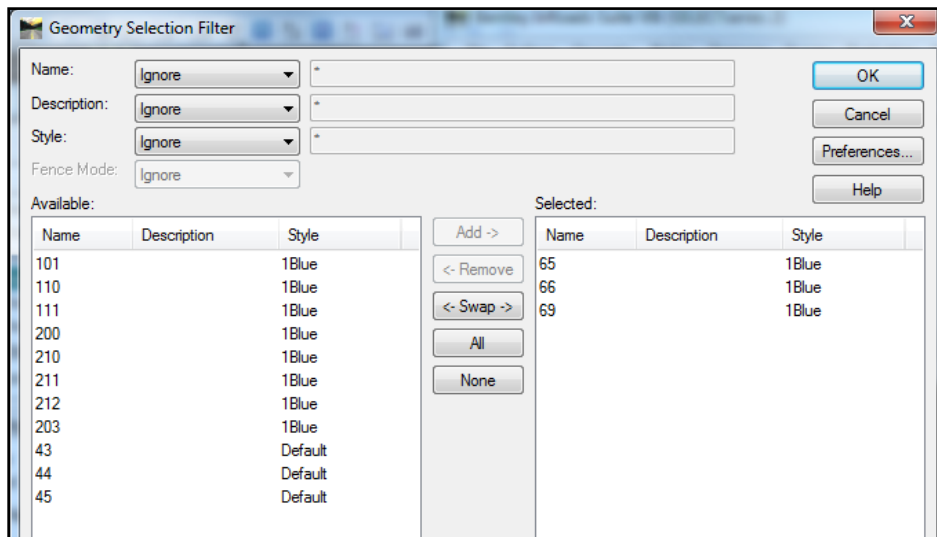 Geometry Selection Filter
Name: Ignore *
OK
Description: Ignore *
Cancel
Style: Ignore *
Preferences...
Fence Mode: Ignore
Help
Available:
Selected:
Name Description Style
Add ->
Name Description Style
101 1Blue
65 1Blue
110 1Blue
<- Remove
66 1Blue
111 1Blue
<- Swap ->
69 1Blue
200 1Blue
210 1Blue
All
211 1Blue
212 1Blue
None
203 1Blue
43 Default
44 Default
45 Default